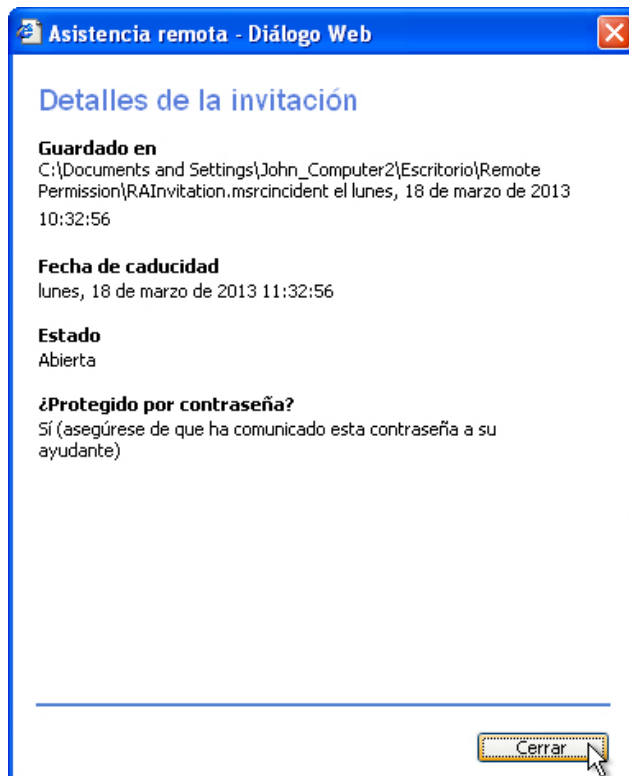 Asistencia remota - Diálogo Web
Detalles de la invitación
Guardado en
C:\Documents and Settings\John_Computer2\Escritorio\Remote
Permission\RAInvitation.msrcincident el lunes, 18 de marzo de 2013
10:32:56
Fecha de caducidad
lunes, 18 de marzo de 2013 11:32:56
Estado
Abierta
¿Protegido por contraseña?
Sí (asegúrese de que ha comunicado esta contraseña a su
ayudante)
Cerrar